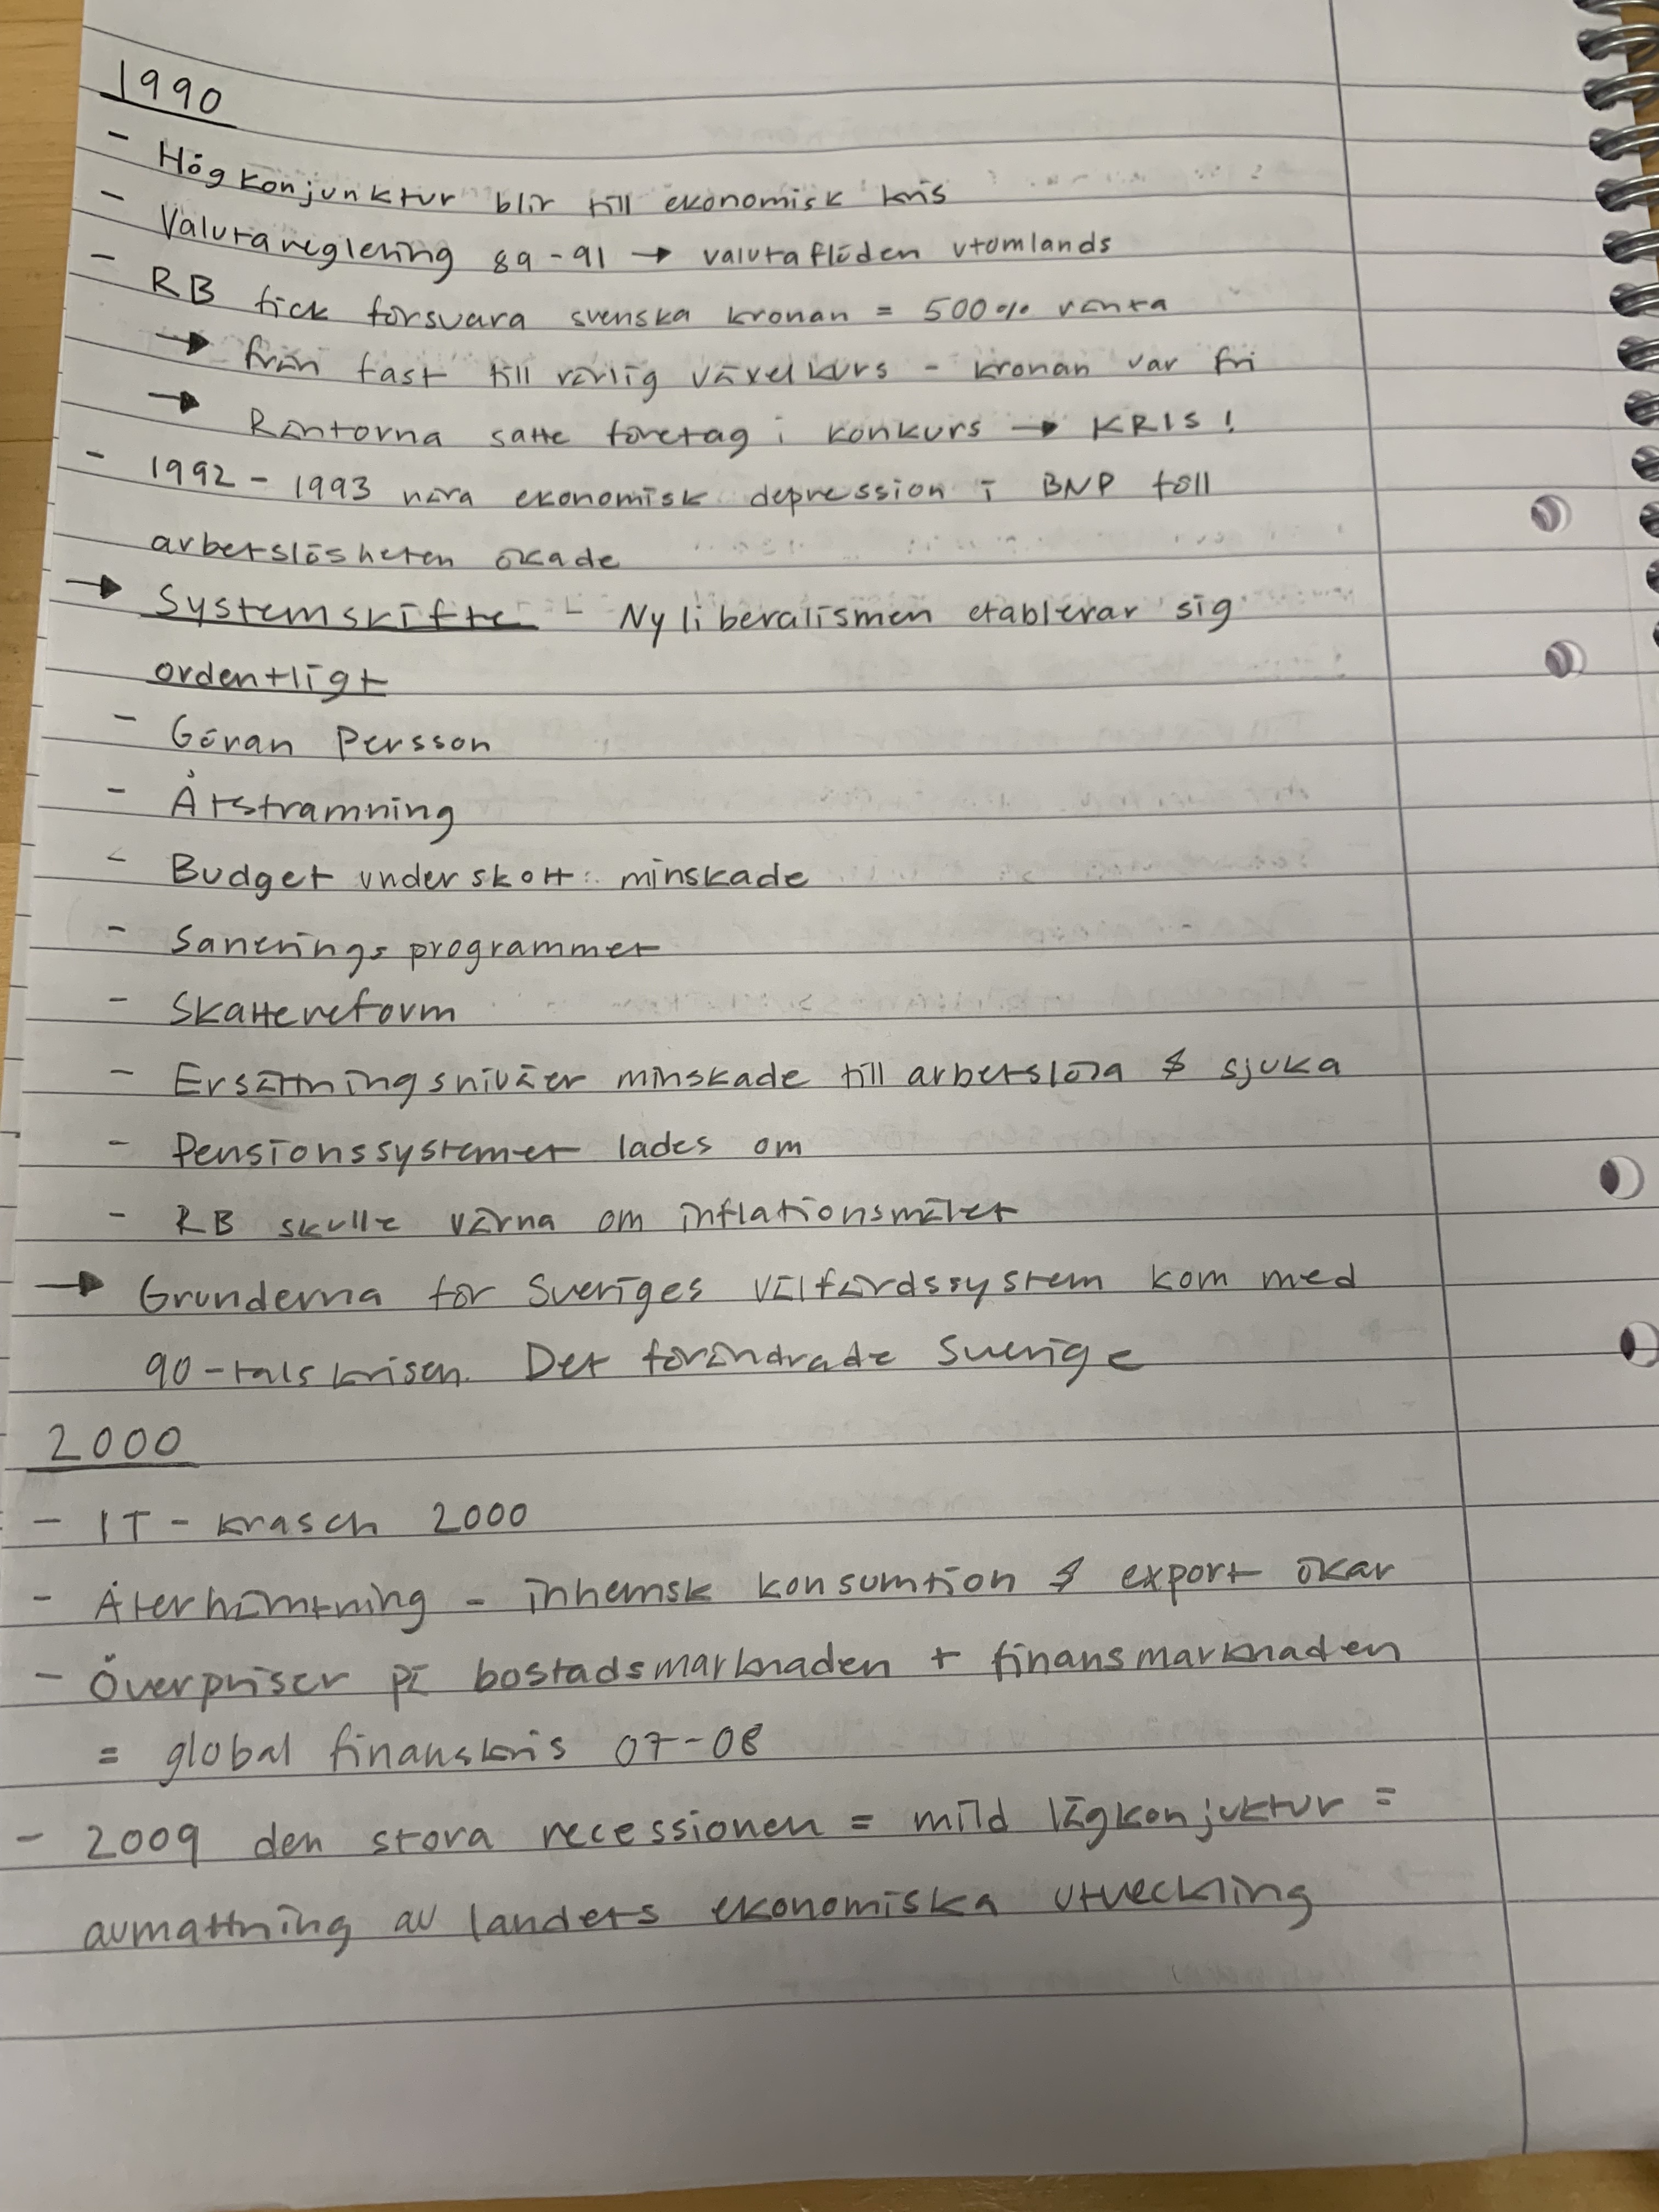 1990
- Högkonjunktur blir till ekonomisk kris
- Valutareglering 89-91 → valutaflöden utomlands
- RB fick försvara svenska kronan = 500% ränta
→ från fast till rörlig växelkurs - kronan var fri
→ Räntorna satte företag i konkurs → KRIS!
- 1992 - 1993 nära ekonomisk depression i BNP föll
arbetslösheten ökade
→ Systemskifte - Nyliberalismen etablerar sig
ordentligt
- Göran Persson
- Åtstramning
- Budget underskott minskade
- Saneringsprogrammet
- Skattereform
- Ersättningsnivåer minskade till arbetslösa & sjuka
- Pensionssystemet lades om
- RB skulle värna om inflationsmålet
→ Grunderna för Sveriges välfärdssystem kom med
90-talskrisen. Det förändrade Sverige
2000
- IT - krasch 2000
- Återhämtning - inhemsk konsumtion & export ökar
- Överpriser på bostadsmarknaden + finansmarknaden
= global finanskris 07-08
- 2009 den stora recessionen = mild lågkonjuktur =
avmattning av landets ekonomiska utveckling